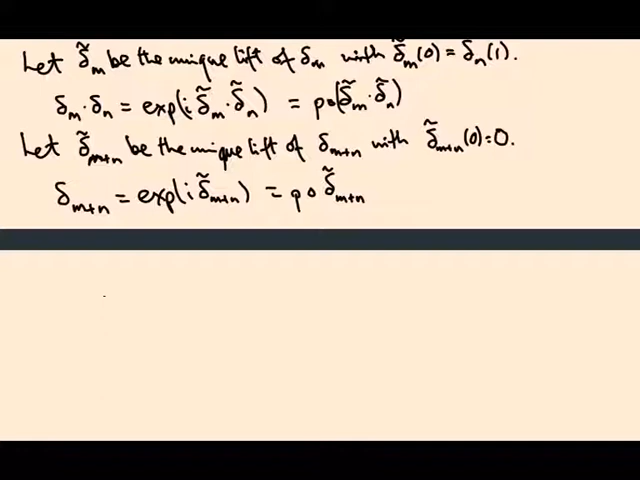 Let δ̃ₘ be the unique lift of δₘ with δ̃ₘ(0) = δ̃ₙ(1).
δₘ · δₙ = exp(i δ̃ₘ · δ̃ₙ) = p∘(δ̃ₘ · δ̃ₙ)
Let δ̃ₘ₊ₙ be the unique lift of δₘ₊ₙ with δ̃ₘ₊ₙ(0) = 0.
δₘ₊ₙ = exp(i δ̃ₘ₊ₙ) = p∘δ̃ₘ₊ₙ